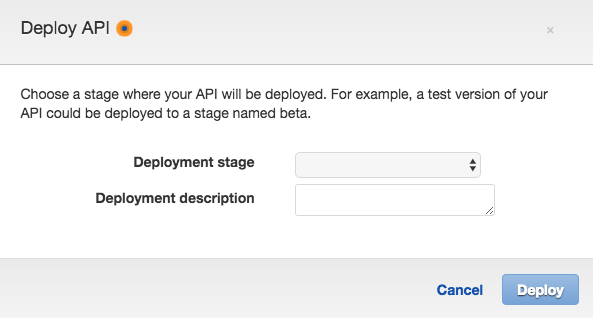 Deploy API
×
Choose a stage where your API will be deployed. For example, a test version of your
API could be deployed to a stage named beta.
Deployment stage
Deployment description
Cancel
Deploy